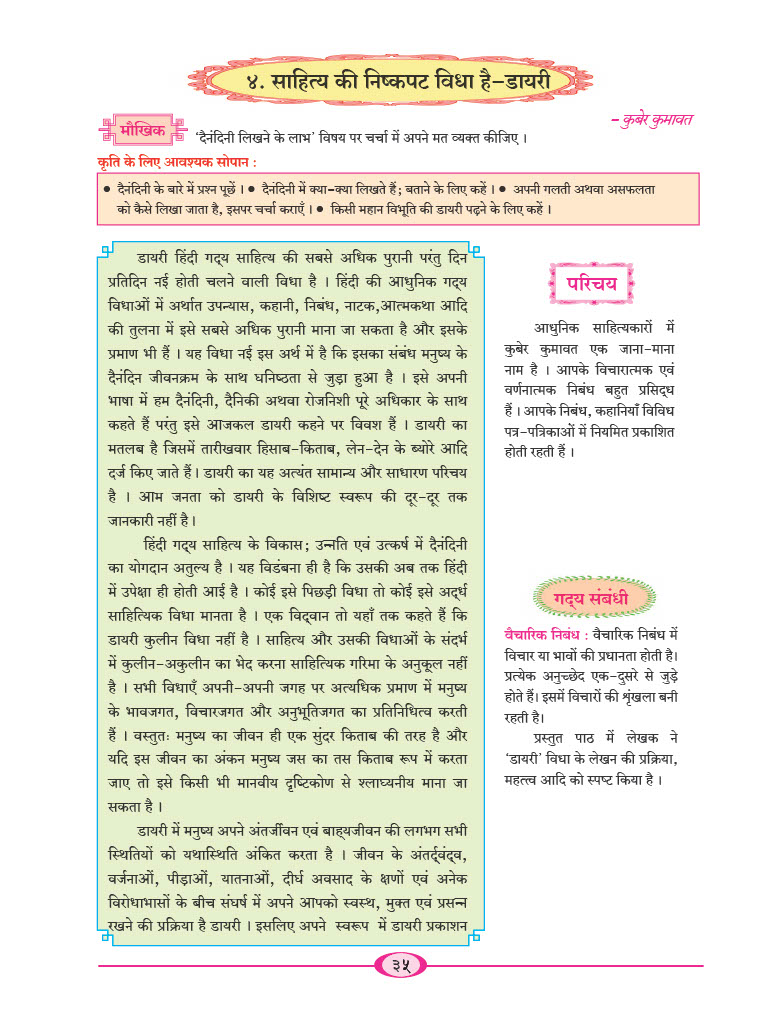 ४. साहित्य की निष्कपट विधा है–डायरी
– कुबेर कुमावत
मौखिक
‘दैनंदिनी लिखने के लाभ’ विषय पर चर्चा में अपने मत व्यक्त कीजिए ।
कृति के लिए आवश्यक सोपान :
● दैनंदिनी के बारे में प्रश्न पूछें । ● दैनंदिनी में क्या-क्या लिखते हैं; बताने के लिए कहें । ● अपनी गलती अथवा असफलता
को कैसे लिखा जाता है, इसपर चर्चा कराएँ । ● किसी महान विभूति की डायरी पढ़ने के लिए कहें ।
डायरी हिंदी गद्य साहित्य की सबसे अधिक पुरानी परंतु दिन
प्रतिदिन नई होती चलने वाली विधा है । हिंदी की आधुनिक गद्य
विधाओं में अर्थात उपन्यास, कहानी, निबंध, नाटक,आत्मकथा आदि
की तुलना में इसे सबसे अधिक पुरानी माना जा सकता है और इसके
प्रमाण भी हैं । यह विधा नई इस अर्थ में है कि इसका संबंध मनुष्य के
दैनंदिन जीवनक्रम के साथ घनिष्ठता से जुड़ा हुआ है । इसे अपनी
भाषा में हम दैनंदिनी, दैनिकी अथवा रोजनिशी पूरे अधिकार के साथ
कहते हैं परंतु इसे आजकल डायरी कहने पर विवश हैं । डायरी का
मतलब है जिसमें तारीखवार हिसाब-किताब, लेन-देन के ब्योरे आदि
दर्ज किए जाते हैं। डायरी का यह अत्यंत सामान्य और साधारण परिचय
है । आम जनता को डायरी के विशिष्ट स्वरूप की दूर-दूर तक
जानकारी नहीं है।
हिंदी गद्य साहित्य के विकास; उन्नति एवं उत्कर्ष में दैनंदिनी
का योगदान अतुल्य है । यह विडंबना ही है कि उसकी अब तक हिंदी
में उपेक्षा ही होती आई है । कोई इसे पिछड़ी विधा तो कोई इसे अर्द्ध
साहित्यिक विधा मानता है । एक विद्वान तो यहाँ तक कहते हैं कि
डायरी कुलीन विधा नहीं है । साहित्य और उसकी विधाओं के संदर्भ
में कुलीन-अकुलीन का भेद करना साहित्यिक गरिमा के अनुकूल नहीं
है । सभी विधाएँ अपनी-अपनी जगह पर अत्यधिक प्रमाण में मनुष्य
के भावजगत, विचारजगत और अनुभूतिजगत का प्रतिनिधित्व करती
हैं । वस्तुतः मनुष्य का जीवन ही एक सुंदर किताब की तरह है और
यदि इस जीवन का अंकन मनुष्य जस का तस किताब रूप में करता
जाए तो इसे किसी भी मानवीय दृष्टिकोण से श्लाघ्यनीय माना जा
सकता है ।
डायरी में मनुष्य अपने अंतर्जीवन एवं बाह्यजीवन की लगभग सभी
स्थितियों को यथास्थिति अंकित करता है । जीवन के अंतर्द्वंद्व,
वर्जनाओं, पीड़ाओं, यातनाओं, दीर्घ अवसाद के क्षणों एवं अनेक
विरोधाभासों के बीच संघर्ष में अपने आपको स्वस्थ, मुक्त एवं प्रसन्न
रखने की प्रक्रिया है डायरी । इसलिए अपने स्वरूप में डायरी प्रकाशन
परिचय
आधुनिक साहित्यकारों में
कुबेर कुमावत एक जाना-माना
नाम है । आपके विचारात्मक एवं
वर्णनात्मक निबंध बहुत प्रसिद्ध
हैं । आपके निबंध, कहानियाँ विविध
पत्र-पत्रिकाओं में नियमित प्रकाशित
होती रहती हैं ।
गद्य संबंधी
वैचारिक निबंध : वैचारिक निबंध में
विचार या भावों की प्रधानता होती है।
प्रत्येक अनुच्छेद एक-दुसरे से जुड़े
होते हैं। इसमें विचारों की शृंखला बनी
रहती है।
प्रस्तुत पाठ में लेखक ने
‘डायरी’ विधा के लेखन की प्रक्रिया,
महत्त्व आदि को स्पष्ट किया है ।
३५